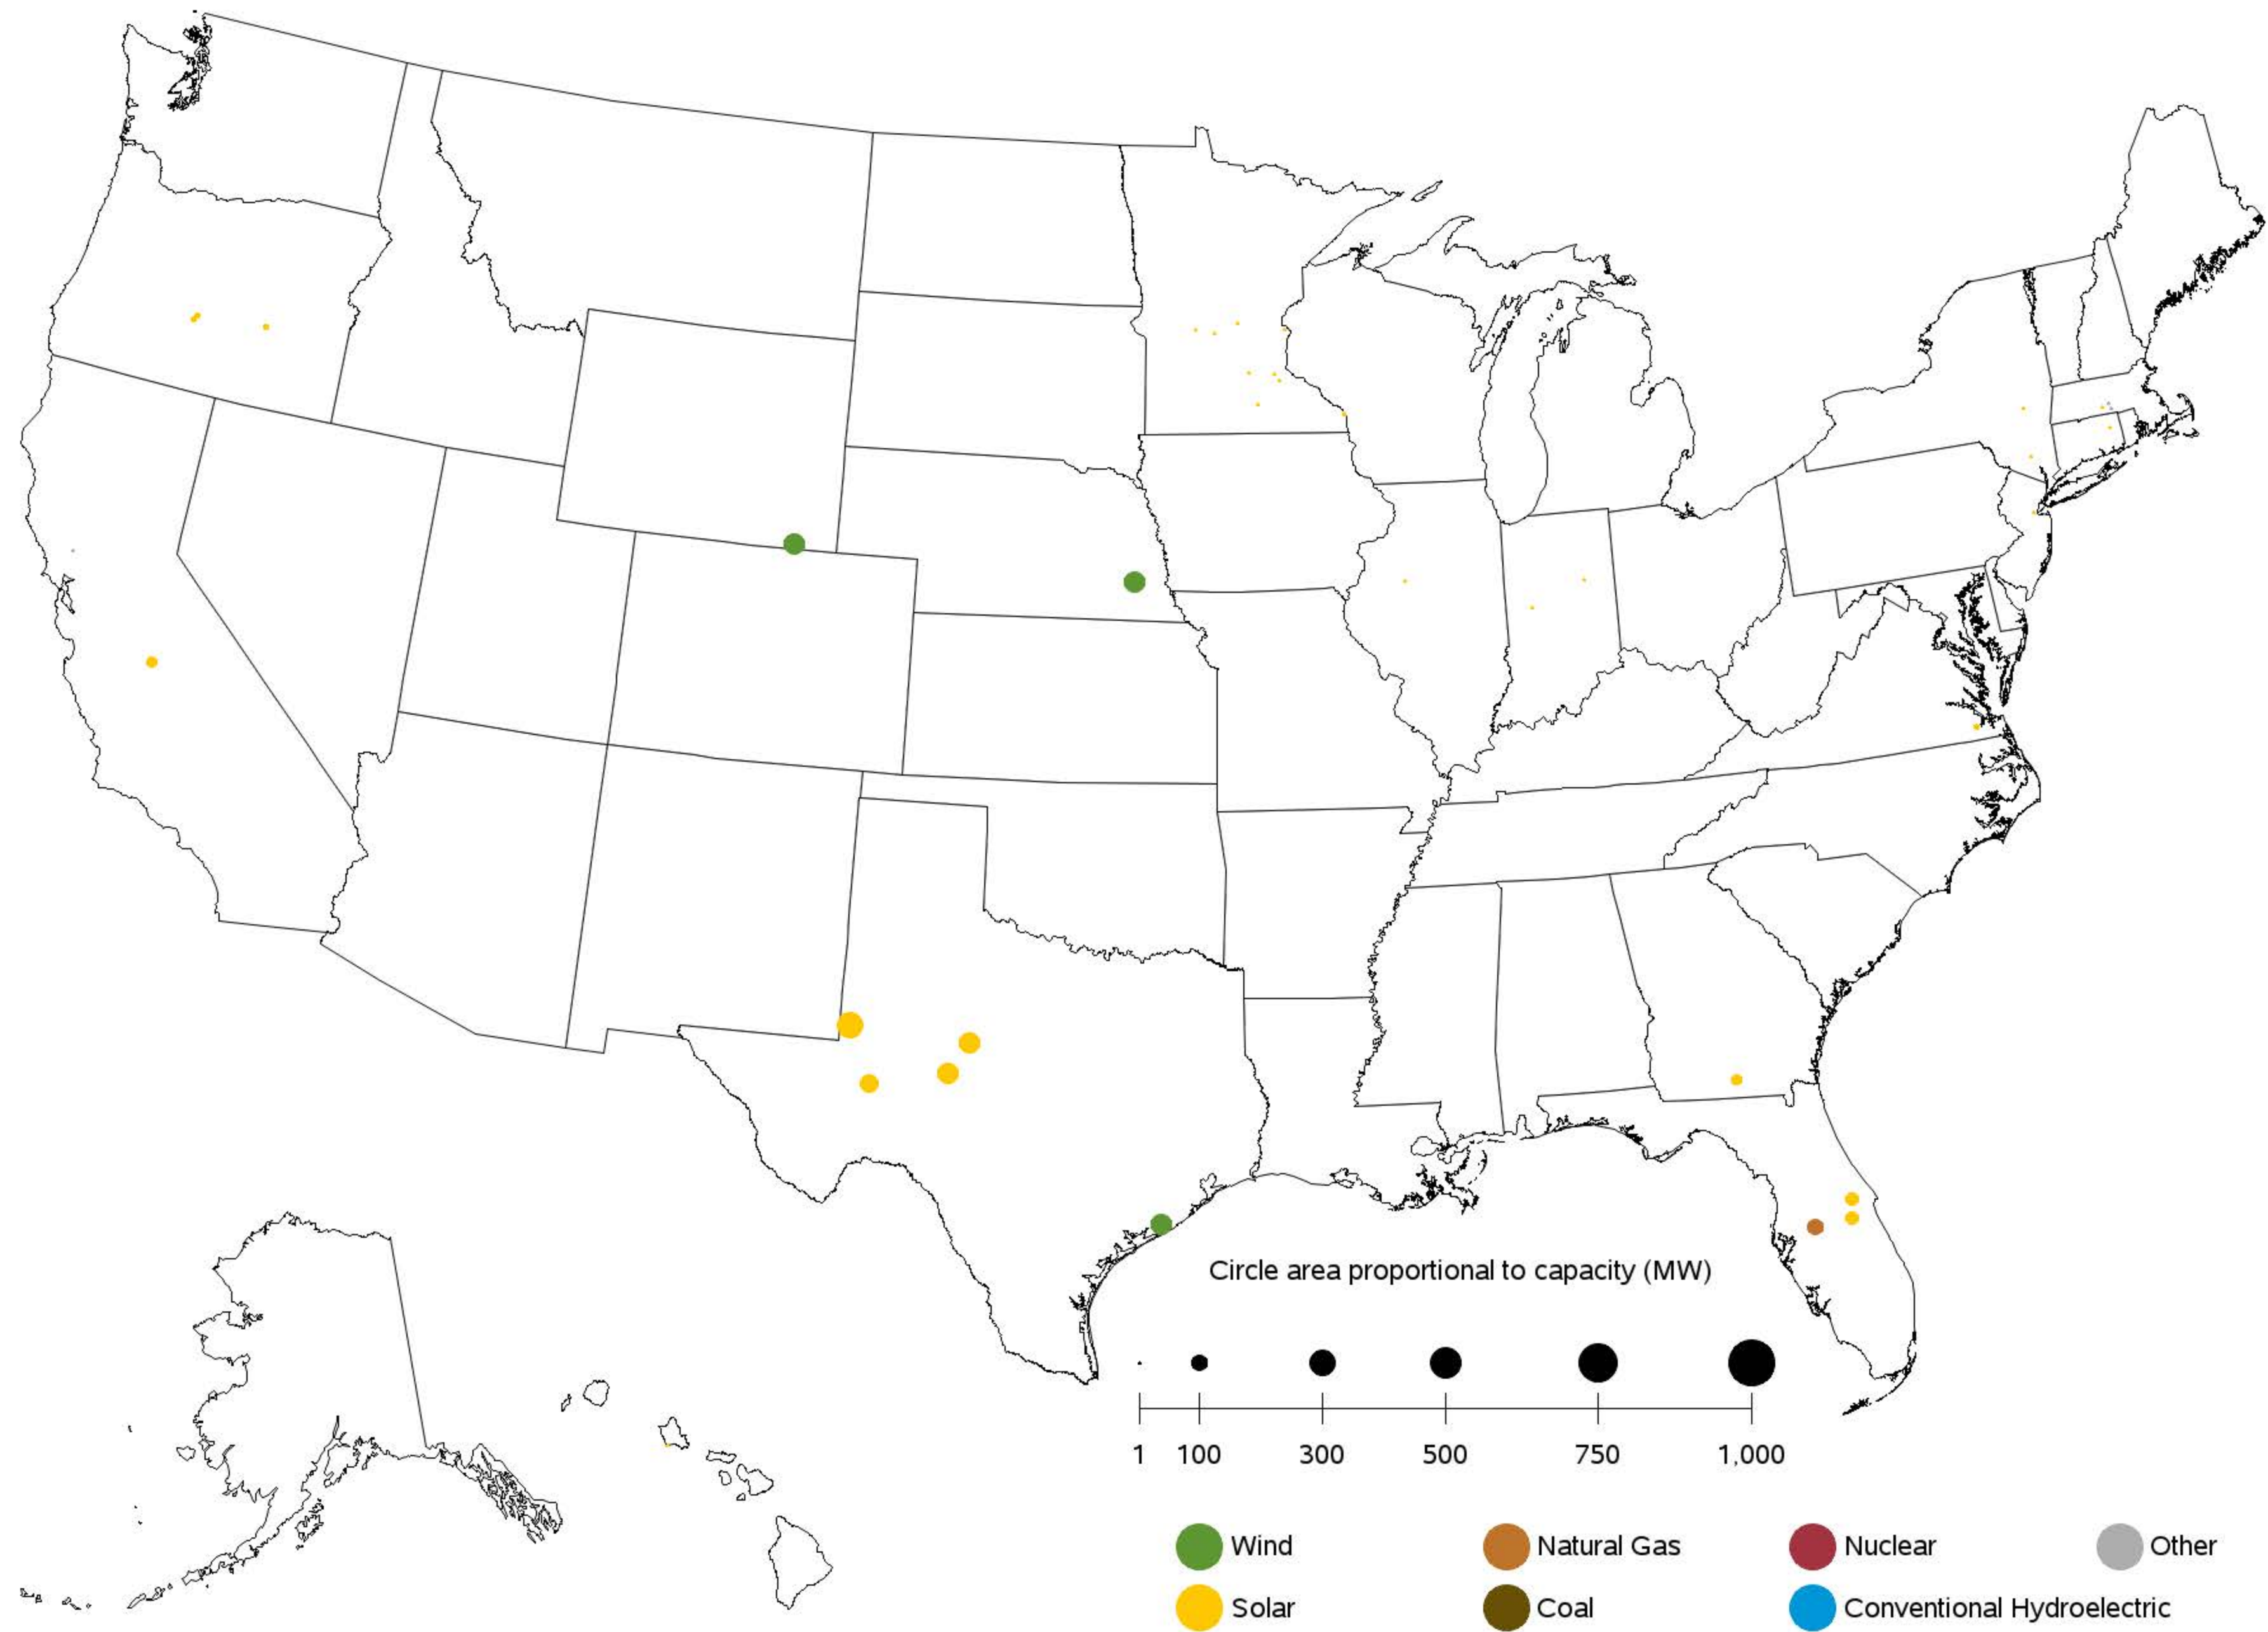 Circle area proportional to capacity (MW)
1 100 300 500 750 1,000
Wind Natural Gas Nuclear Other
Solar Coal Conventional Hydroelectric